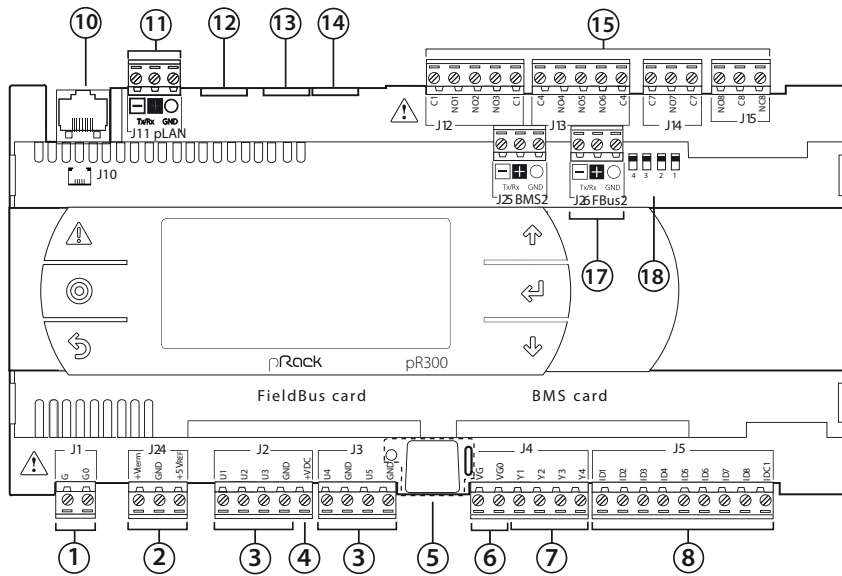 10 11 12 13 14 15
C1 NO1 NO2 NO3 C1 C4 NO4 NO5 NO6 C4 C7 NO7 C7 NO8 C8 NC8
Tx/Rx GND
J11 pLAN
J12 J13 J14 J15
J10
Tx/Rx GND Tx/Rx GND
J25 BMS2 J26 FBus2
4 3 2 1
17 18
pRack pR300
FieldBus card BMS card
J1 J24 J2 J3 J4 J5
G G0 +Vterm GND +5VREF U1 U2 U3 GND +VDC U4 GND U5 GND VG VG0 Y1 Y2 Y3 Y4 ID1 ID2 ID3 ID4 ID5 ID6 ID7 ID8 IDC1
1 2 3 4 3 5 6 7 8